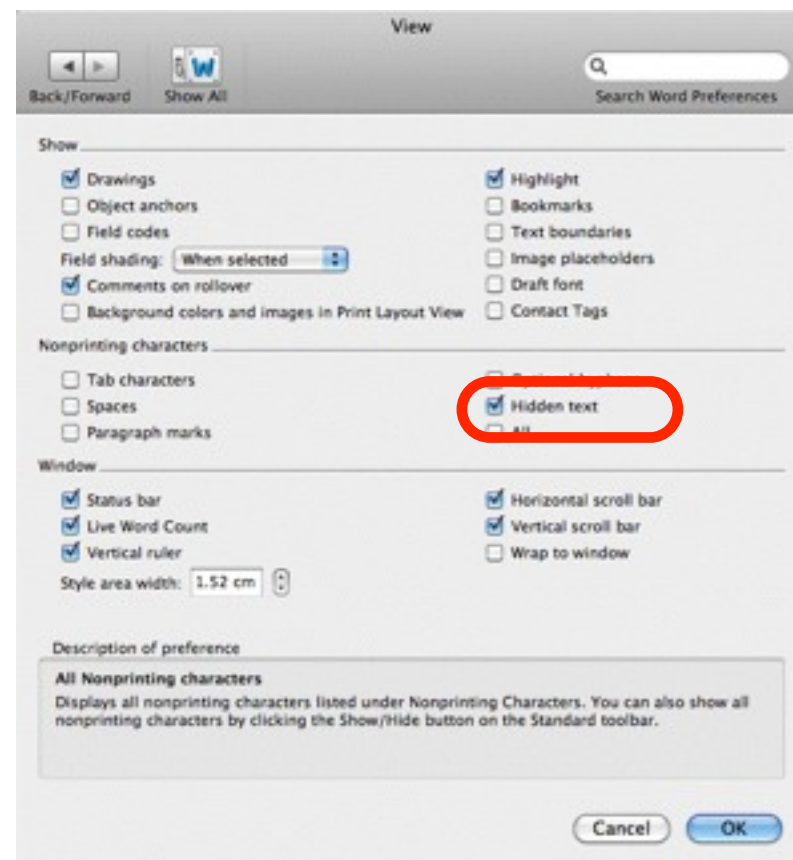 View
Back/Forward Show All Search Word Preferences
Show
Drawings Highlight
Object anchors Bookmarks
Field codes Text boundaries
Field shading: When selected Image placeholders
Comments on rollover Draft font
Background colors and images in Print Layout View Contact Tags
Nonprinting characters
Tab characters
Spaces Hidden text
Paragraph marks All
Window
Status bar Horizontal scroll bar
Live Word Count Vertical scroll bar
Vertical ruler Wrap to window
Style area width: 1.52 cm
Description of preference
All Nonprinting characters
Displays all nonprinting characters listed under Nonprinting Characters. You can also show all
nonprinting characters by clicking the Show/Hide button on the Standard toolbar.
Cancel OK